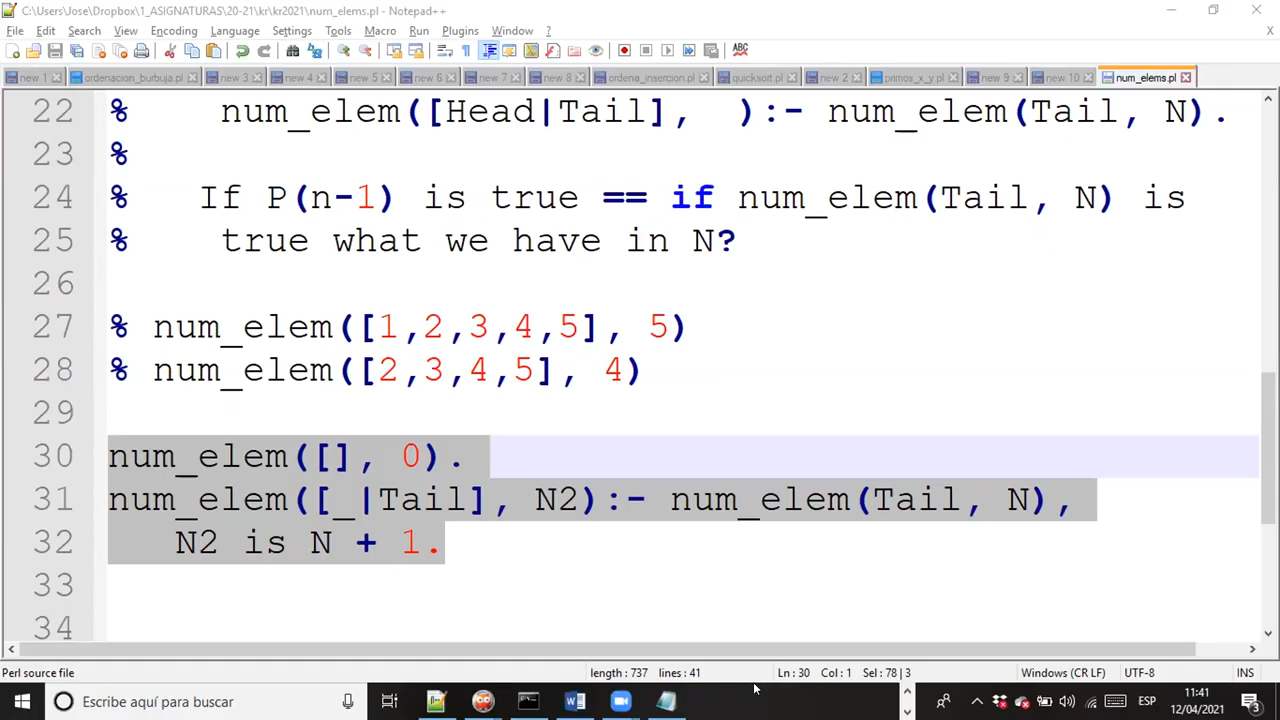 C:\Users\Jose\Dropbox\1_ASIGNATURAS\20-21\kr\kr2021\num_elems.pl - Notepad++
File Edit Search View Encoding Language Settings Tools Macro Run Plugins Window ? X
new 1 ordenacion_burbuja.pl new 3 new 4 new 5 new 6 new 7 new 8 ordena_insercion.pl quicksort.pl new 2 primos_x_y.pl new 9 new 10 num_elems.pl
22 % num_elem([Head|Tail], ):- num_elem(Tail, N).
23 %
24 % If P(n-1) is true == if num_elem(Tail, N) is
25 % true what we have in N?
26
27 % num_elem([1,2,3,4,5], 5)
28 % num_elem([2,3,4,5], 4)
29
30 num_elem([], 0).
31 num_elem([_|Tail], N2):- num_elem(Tail, N),
32 N2 is N + 1.
33
34
Perl source file length : 737 lines : 41 Ln : 30 Col : 1 Sel : 78 | 3 Windows (CR LF) UTF-8 INS
Escribe aquí para buscar ESP 11:41
12/04/2021 3